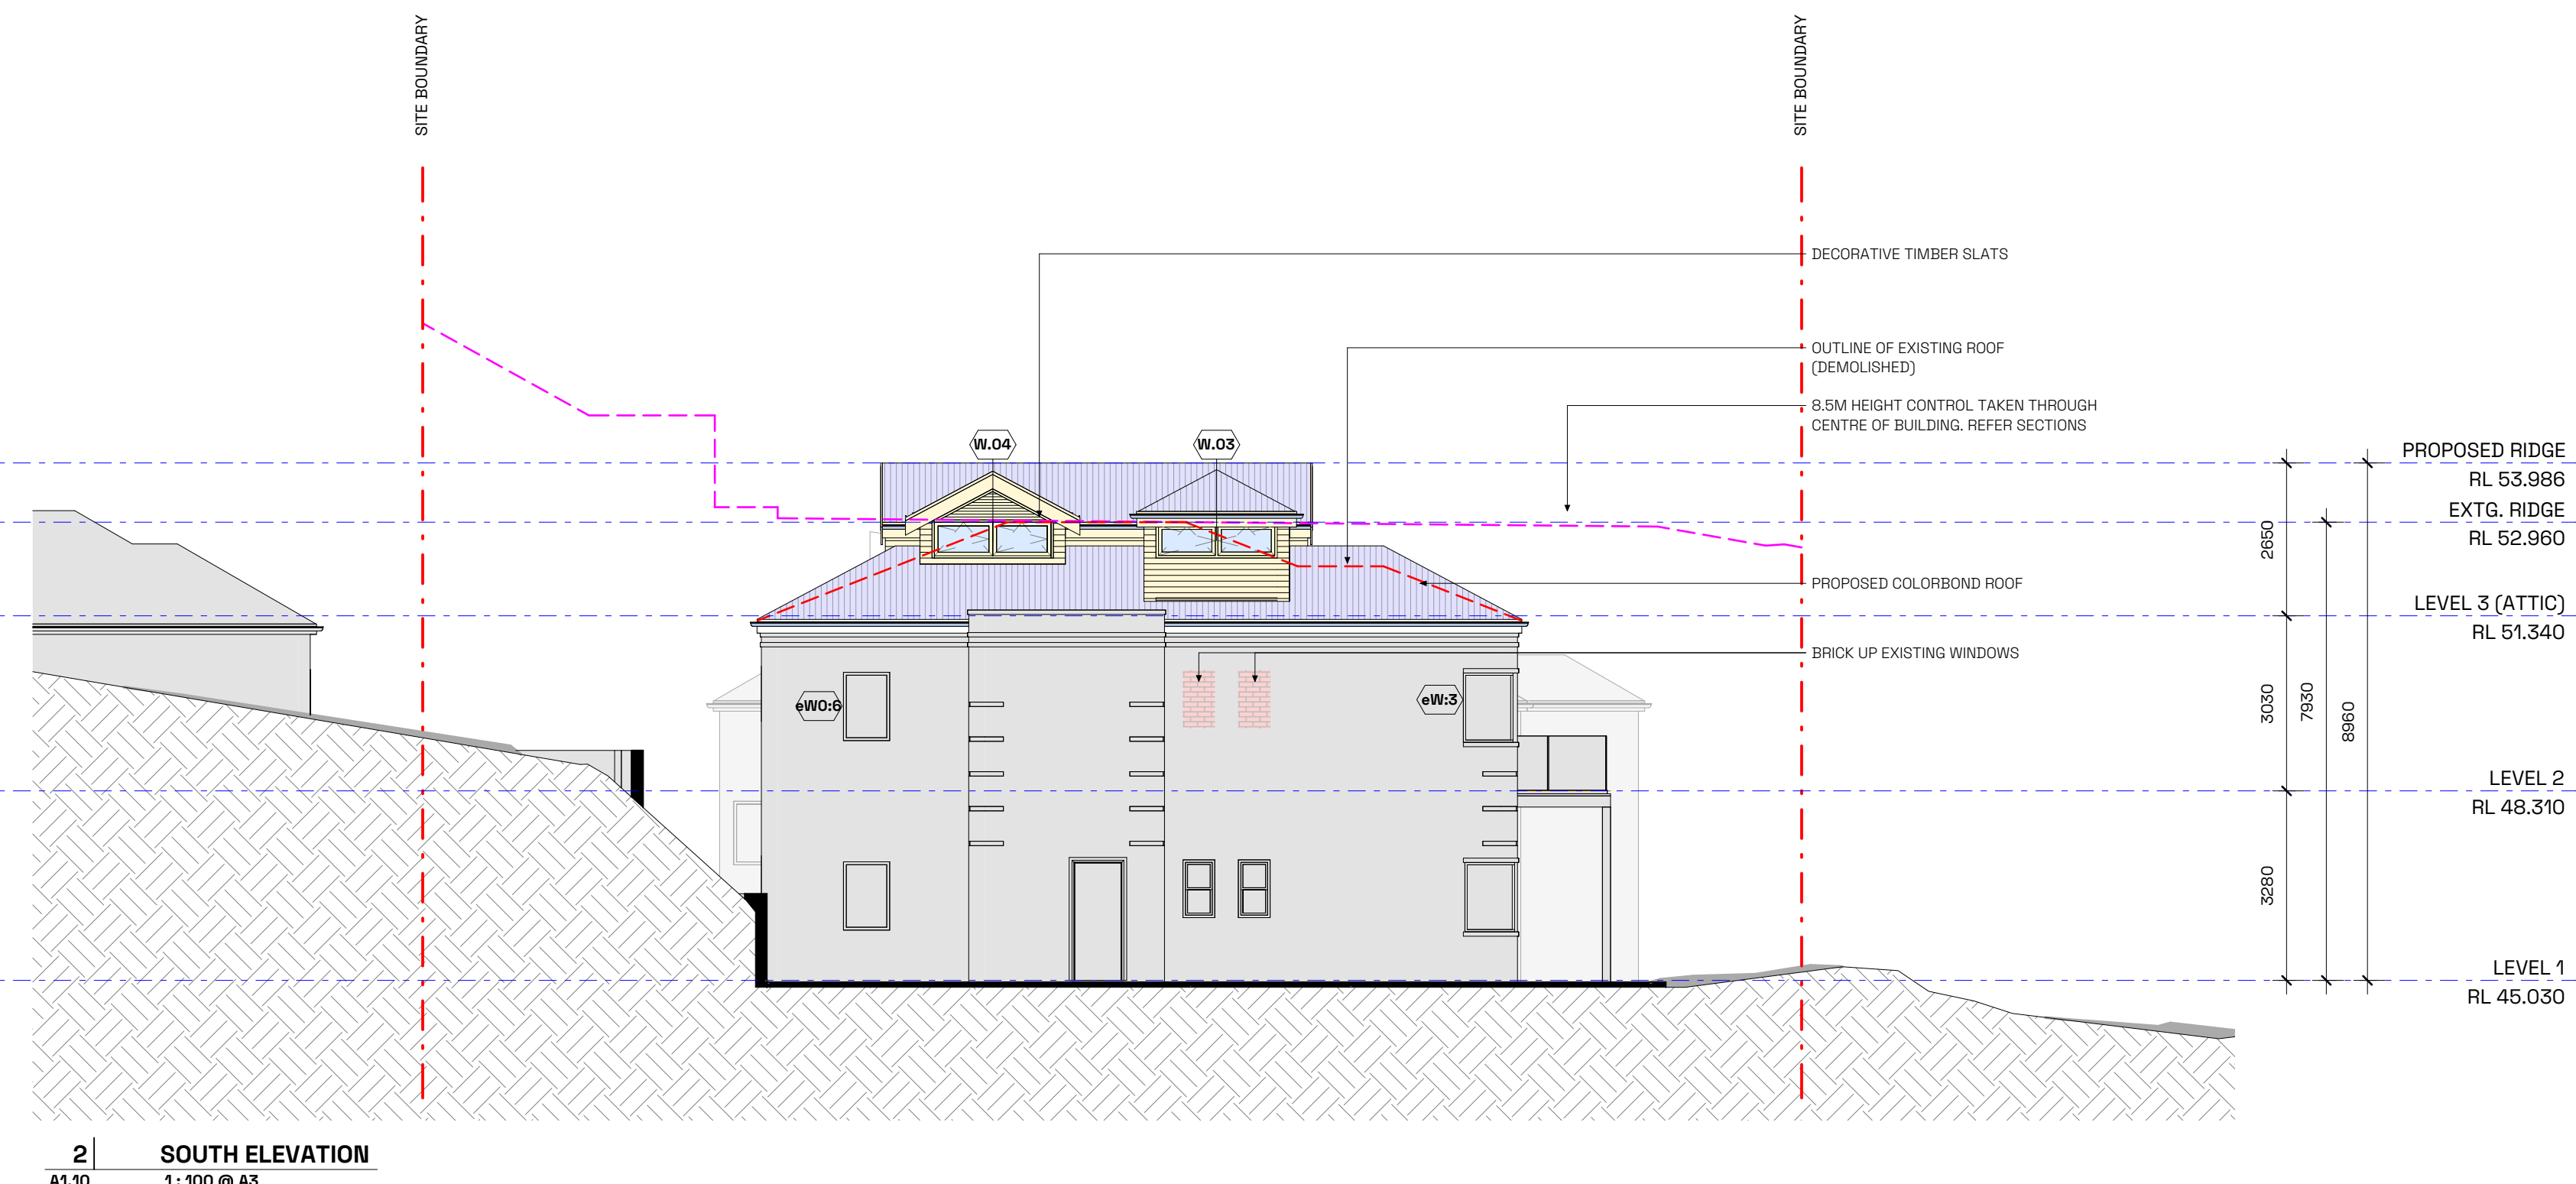 SITE BOUNDARY
SITE BOUNDARY
DECORATIVE TIMBER SLATS
OUTLINE OF EXISTING ROOF
(DEMOLISHED)
8.5M HEIGHT CONTROL TAKEN THROUGH
CENTRE OF BUILDING. REFER SECTIONS
W.04
W.03
PROPOSED RIDGE
RL 53.986
EXTG. RIDGE
RL 52.960
2650
PROPOSED COLORBOND ROOF
LEVEL 3 (ATTIC)
RL 51.340
BRICK UP EXISTING WINDOWS
eW0:6
eW:3
3030
7930
8960
LEVEL 2
RL 48.310
3280
LEVEL 1
RL 45.030
2
SOUTH ELEVATION
A1.10
1 : 100 @ A3